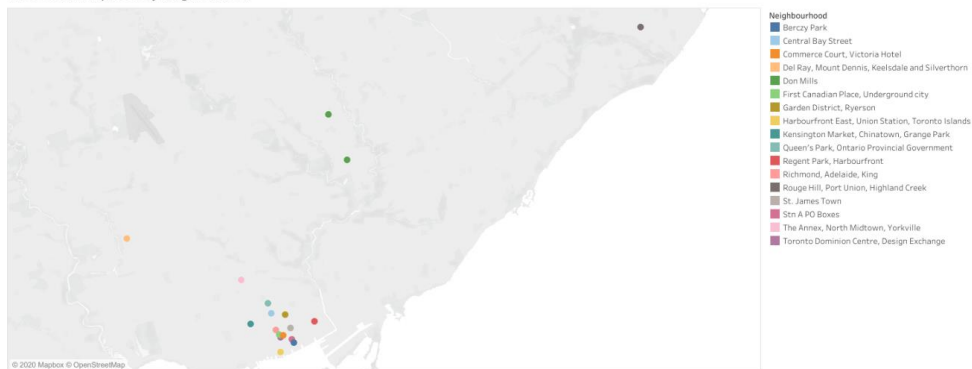 Neighbourhood
Berczy Park
Central Bay Street
Commerce Court, Victoria Hotel
Del Ray, Mount Dennis, Keelsdale and Silverthorn
Don Mills
First Canadian Place, Underground city
Garden District, Ryerson
Harbourfront East, Union Station, Toronto Islands
Kensington Market, Chinatown, Grange Park
Queen's Park, Ontario Provincial Government
Regent Park, Harbourfront
Richmond, Adelaide, King
Rouge Hill, Port Union, Highland Creek
St. James Town
Stn A PO Boxes
The Annex, North Midtown, Yorkville
Toronto Dominion Centre, Design Exchange
© 2020 Mapbox © OpenStreetMap